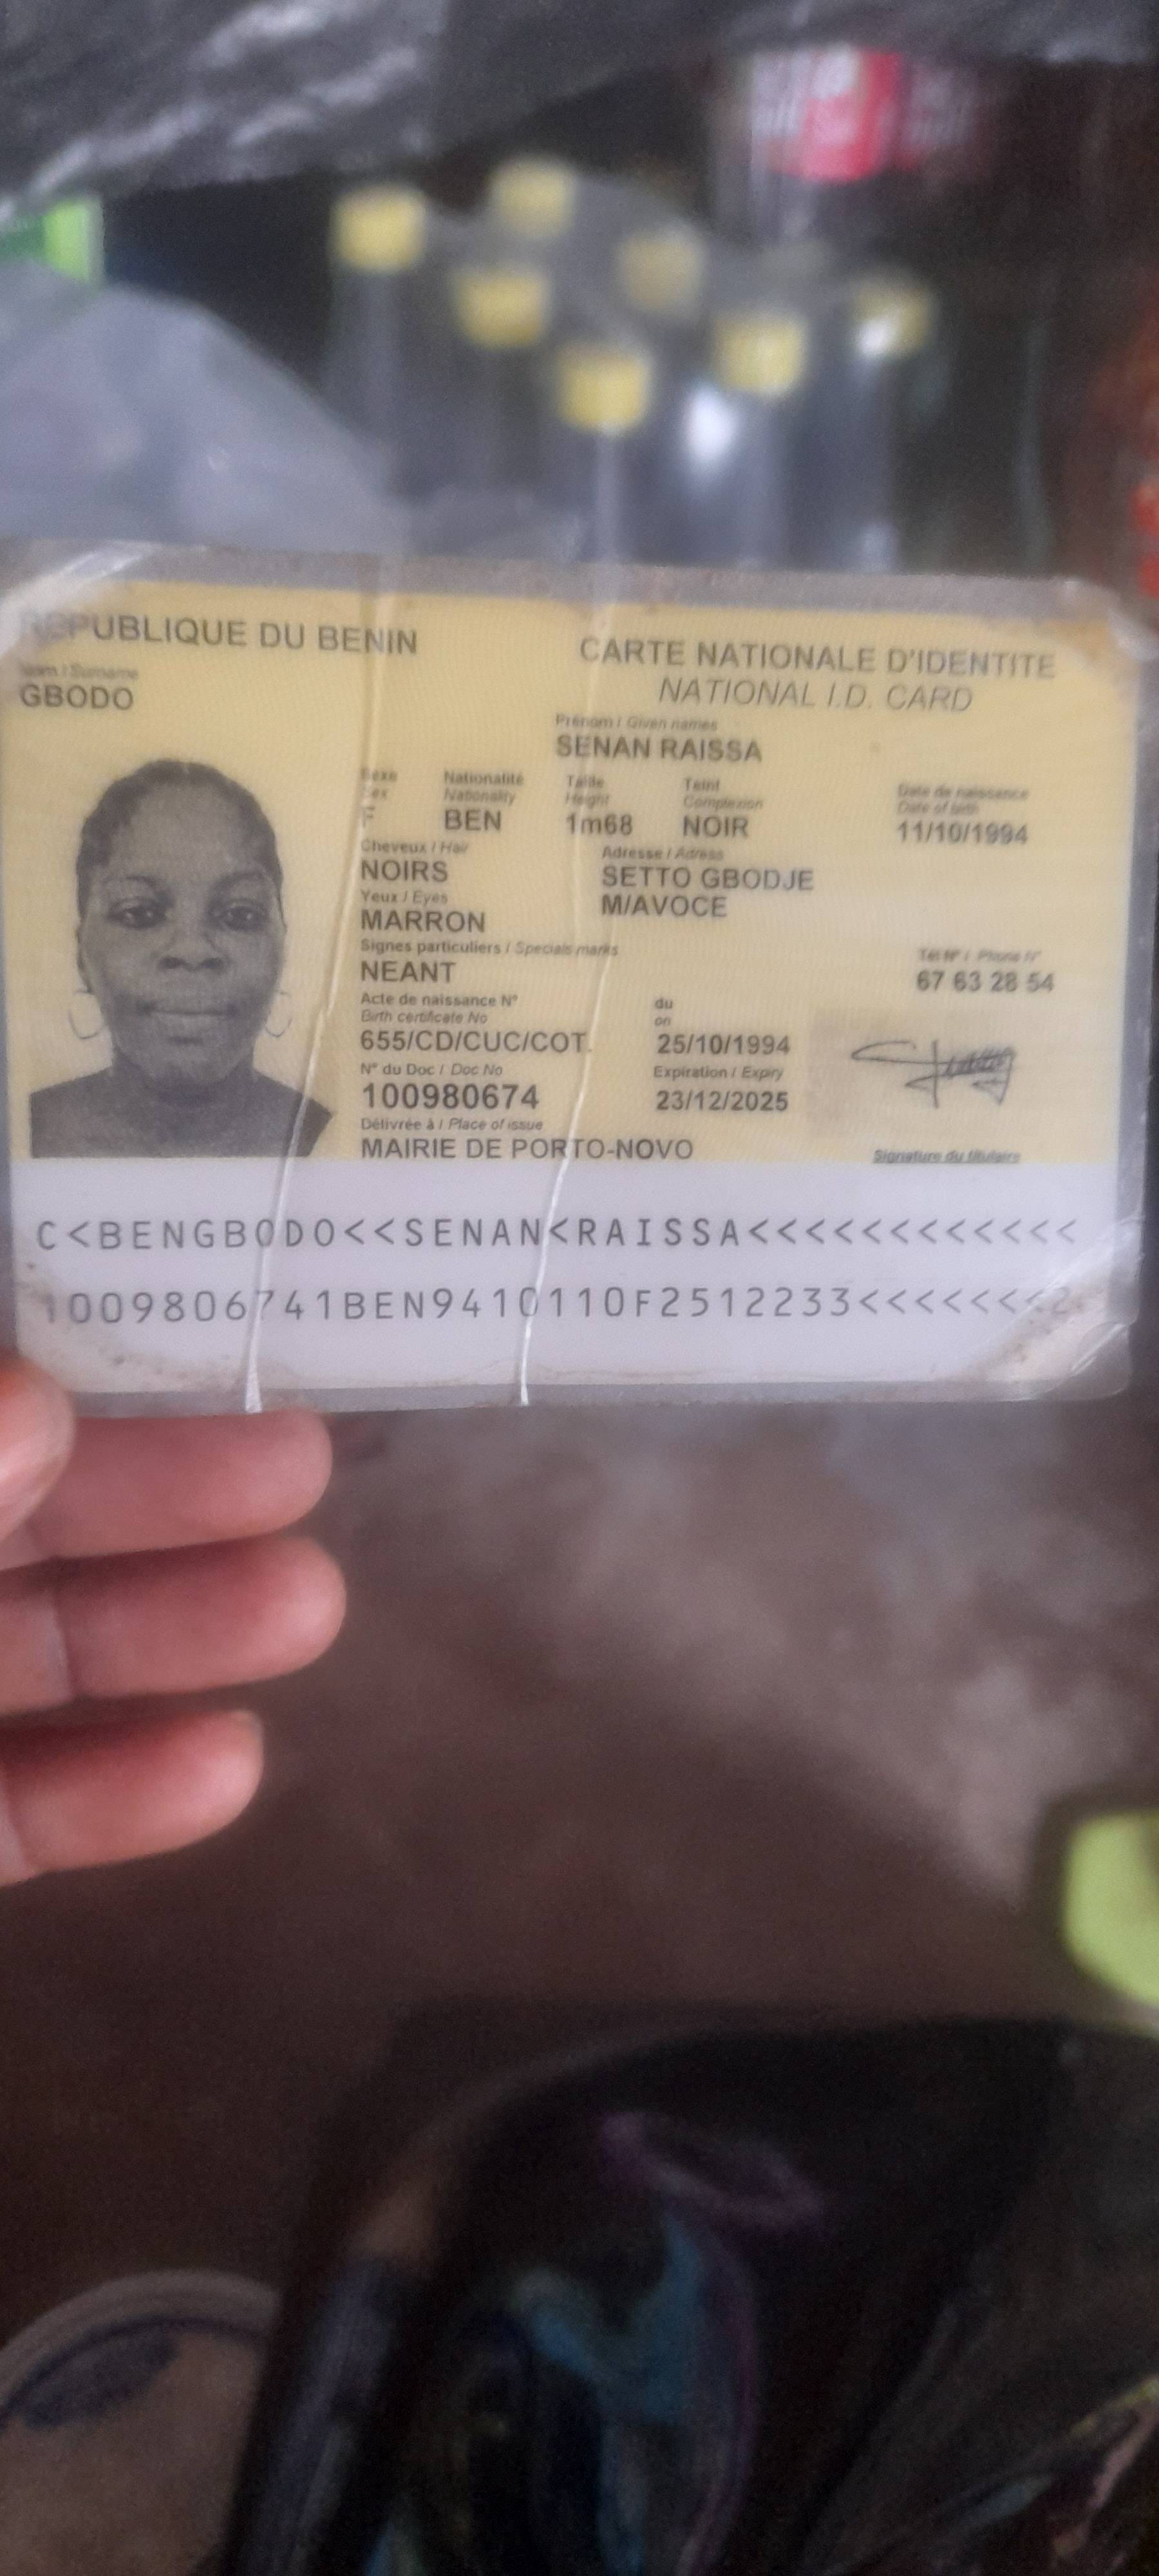 REPUBLIQUE DU BENIN
CARTE NATIONALE D'IDENTITE
NATIONAL I.D. CARD
Nom / Surname
GBODO
Prénom / Given names
SENAN RAISSA
Sexe Nationalité Taille Teint Date de naissance
Sex Nationality Height Complexion Date of birth
F BEN 1m68 NOIR 11/10/1994
Cheveux / Hair Adresse / Adress
NOIRS SETTO GBODJE
Yeux / Eyes M/AVOCE
MARRON
Signes particuliers / Specials marks Tél N° / Phone N°
NEANT 67 63 28 54
Acte de naissance N° du
Birth certificate No on
655/CD/CUC/COT. 25/10/1994
N° du Doc / Doc No Expiration / Expiry
100980674 23/12/2025
Délivrée à / Place of issue
MAIRIE DE PORTO-NOVO Signature du titulaire
C<BENGBODO<<SENAN<RAISSA<<<<<<<<<<<<
1009806741BEN9410110F2512233<<<<<<<2